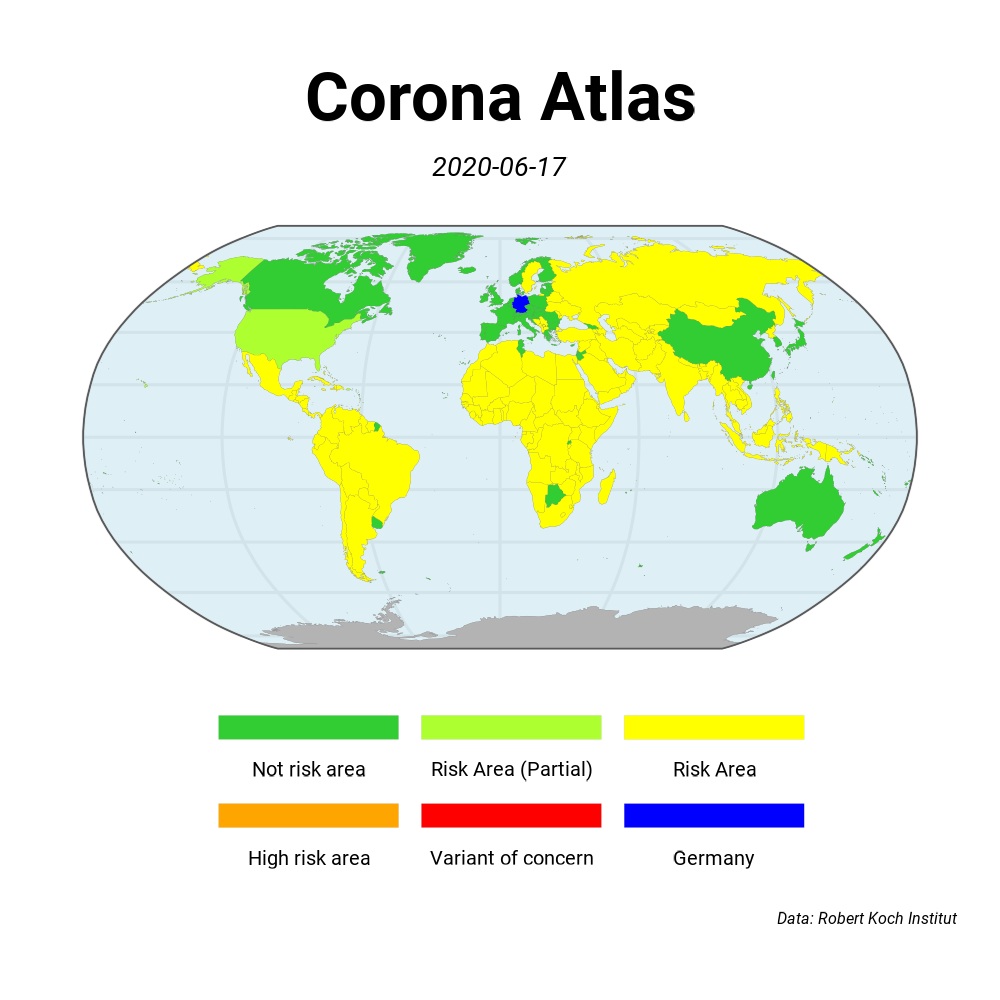 Corona Atlas
2020-06-17
Not risk area
Risk Area (Partial)
Risk Area
High risk area
Variant of concern
Germany
Data: Robert Koch Institut